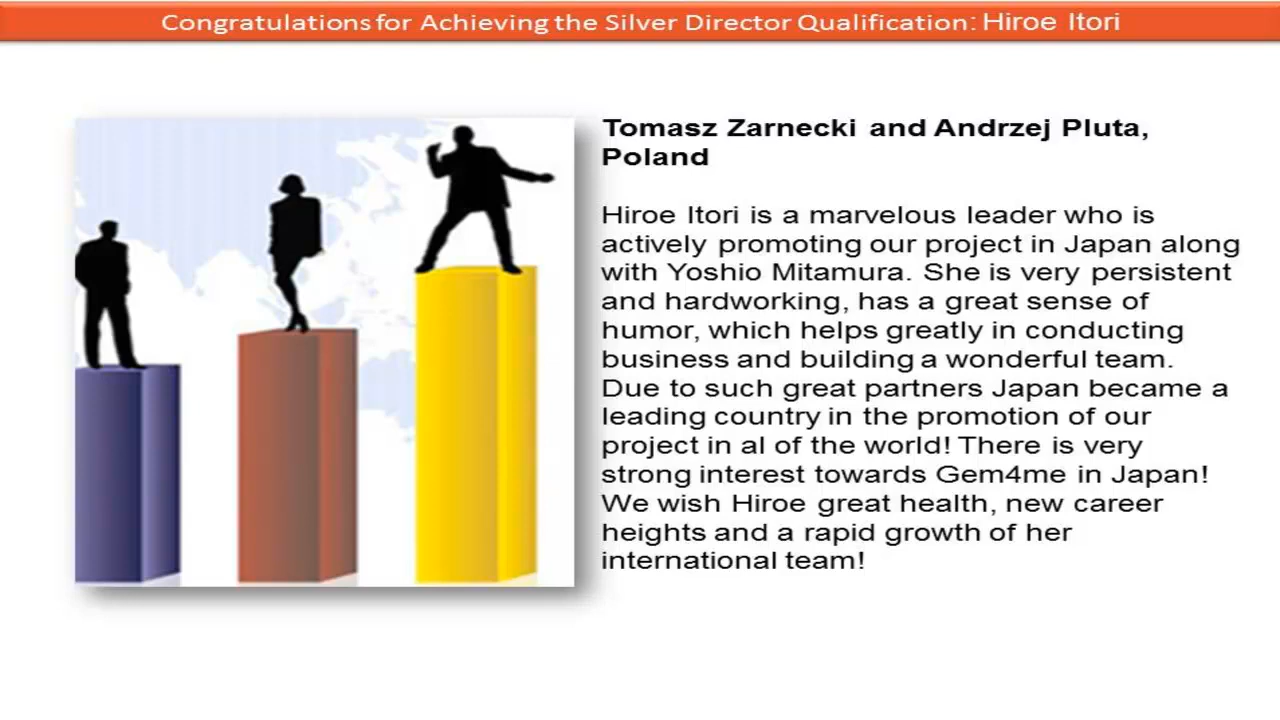 Congratulations for Achieving the Silver Director Qualification: Hiroe Itori
Tomasz Zarnecki and Andrzej Pluta,
Poland
Hiroe Itori is a marvelous leader who is
actively promoting our project in Japan along
with Yoshio Mitamura. She is very persistent
and hardworking, has a great sense of
humor, which helps greatly in conducting
business and building a wonderful team.
Due to such great partners Japan became a
leading country in the promotion of our
project in al of the world! There is very
strong interest towards Gem4me in Japan!
We wish Hiroe great health, new career
heights and a rapid growth of her
international team!